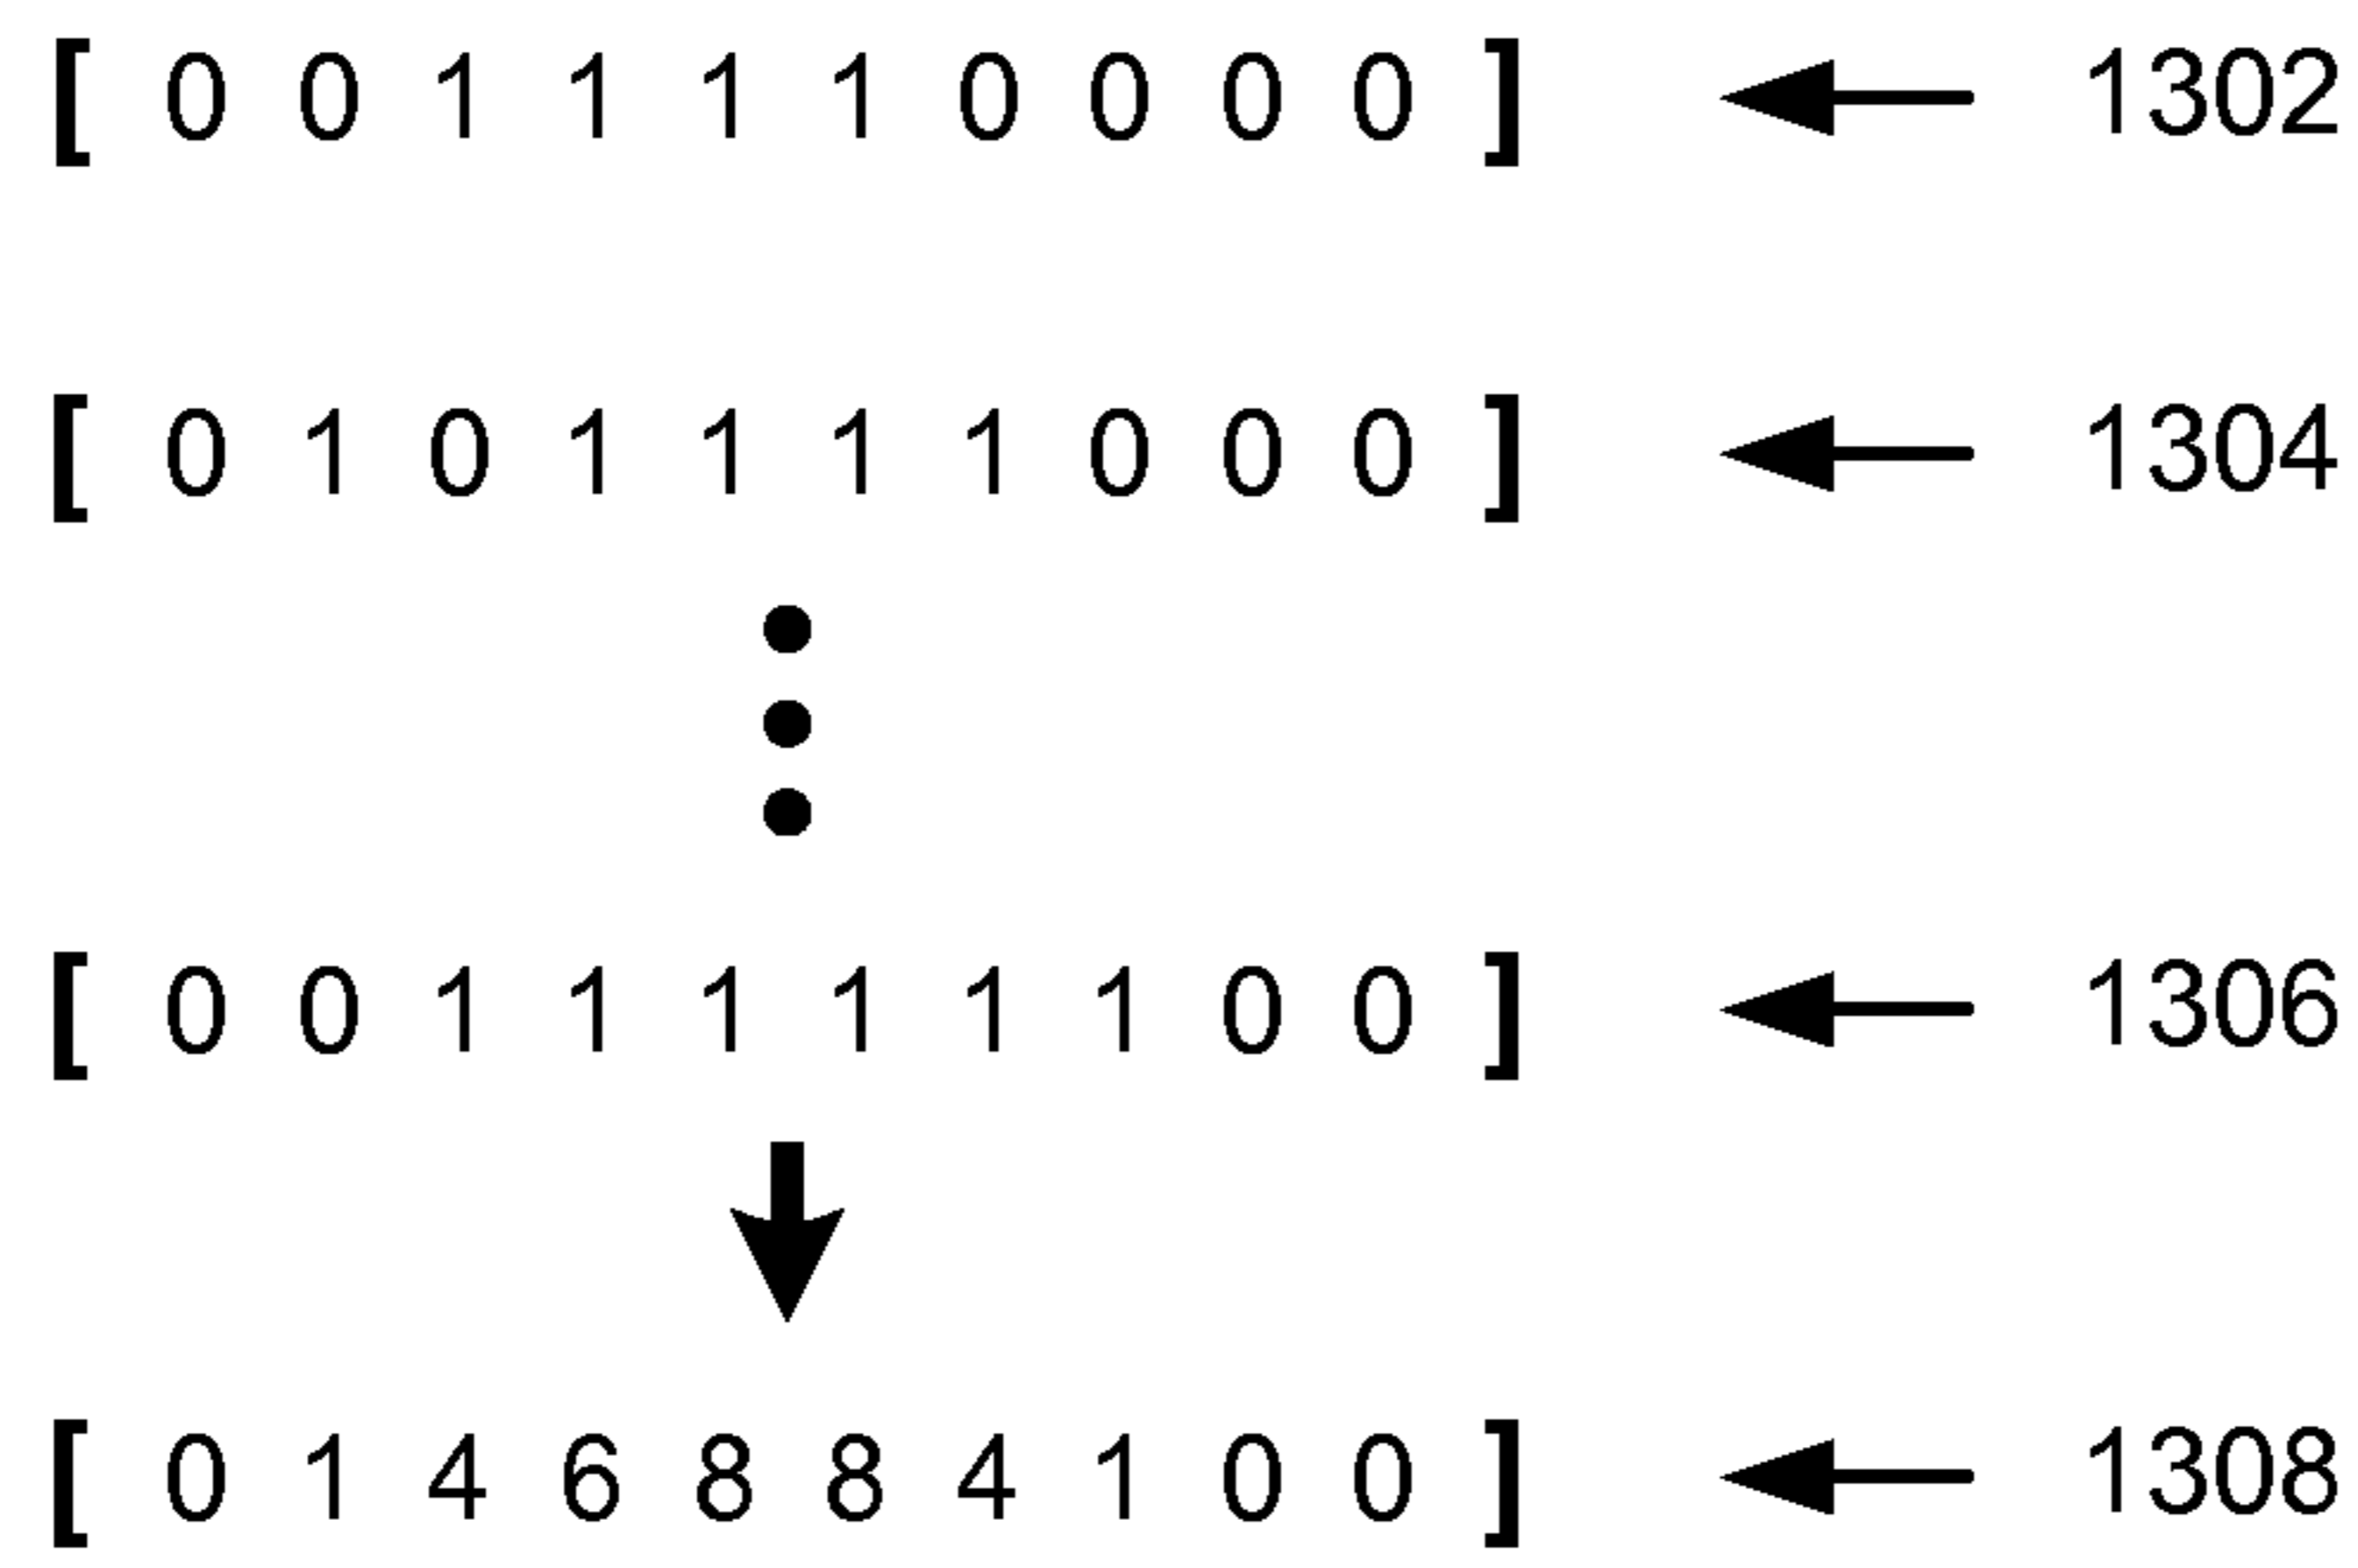 [ 0 0 1 1 1 1 0 0 0 0 ] 1302
[ 0 1 0 1 1 1 1 0 0 0 ] 1304
[ 0 0 1 1 1 1 1 1 0 0 ] 1306
[ 0 1 4 6 8 8 4 1 0 0 ] 1308